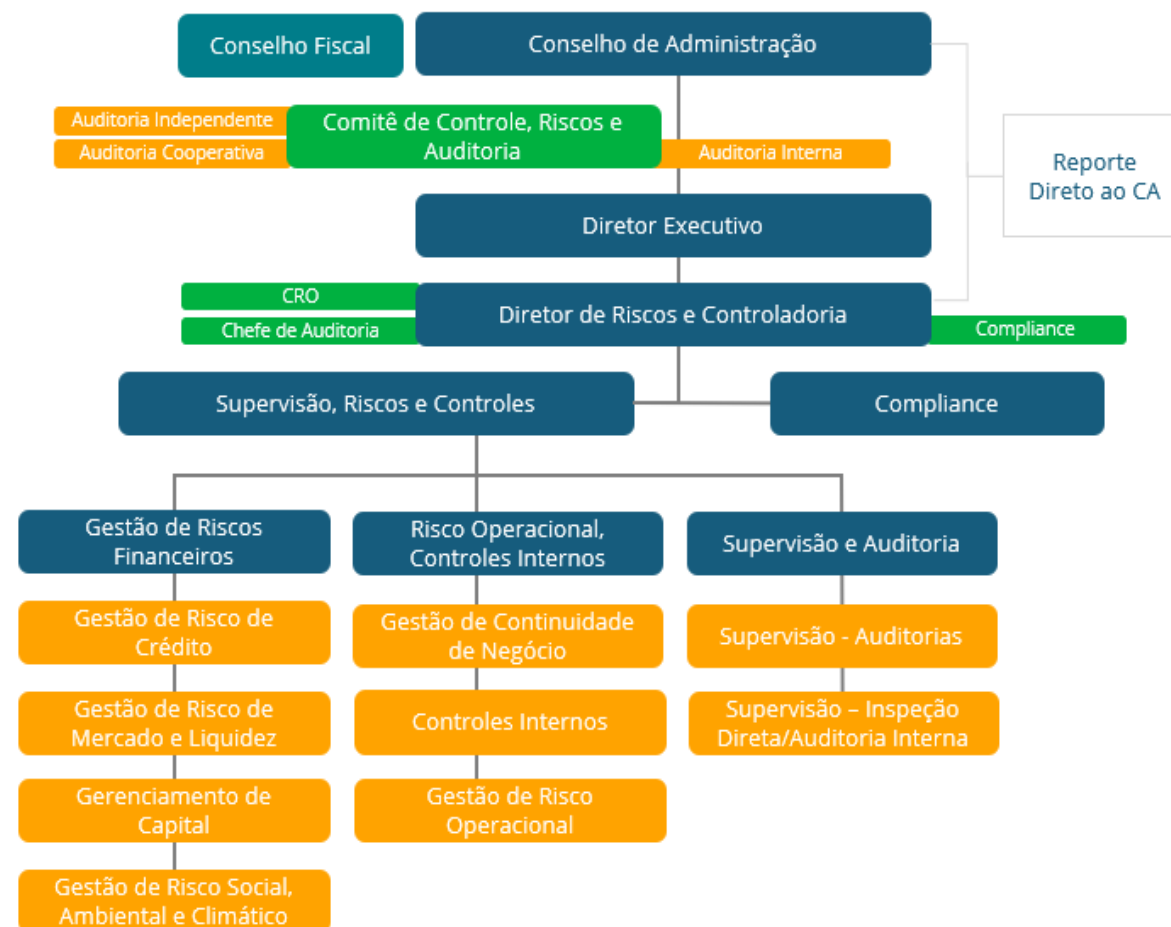 Conselho Fiscal
Conselho de Administração
Auditoria Independente
Auditoria Cooperativa
Comitê de Controle, Riscos e
Auditoria
Auditoria Interna
Reporte
Direto ao CA
Diretor Executivo
CRO
Chefe de Auditoria
Diretor de Riscos e Controladoria
Compliance
Supervisão, Riscos e Controles
Compliance
Gestão de Riscos
Financeiros
Risco Operacional,
Controles Internos
Supervisão e Auditoria
Gestão de Risco de
Crédito
Gestão de Continuidade
de Negócio
Supervisão - Auditorias
Gestão de Risco de
Mercado e Liquidez
Controles Internos
Supervisão – Inspeção
Direta/Auditoria Interna
Gerenciamento de
Capital
Gestão de Risco
Operacional
Gestão de Risco Social,
Ambiental e Climático